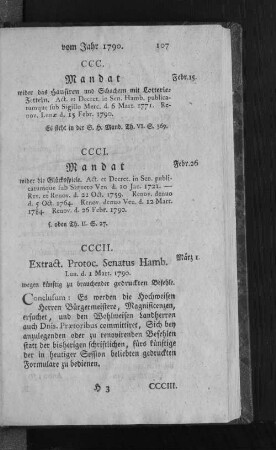 vom Jahr 1790. 107
CCC.
Mandat Febr. 15.
wider das Hausiren und Schachern mit Lotterie-
Zetteln. Act. et Decret. in Sen. Hamb. publica-
tumque sub Sigillo Merc. d. 6 Mart. 1771. Re-
nov. Lunæ d. 15 Febr. 1790.
Es steht in der S. H. Mand. Th. VI. S. 369.
CCCI.
Mandat Febr. 26
wider die Glücksspiele. Act. et Decret. in Sen. publi-
catumque sub Signeto Ven. d. 10 Jan. 1721. —
Rev. et Renov. d. 22 Oct. 1759. Renov. denuo
d. 5 Oct. 1764. Renov. denuo Ven. d. 12 Mart.
1784. Renov. d. 26 Febr. 1790.
s. oben Th. II. S. 27.
CCCII.
Extract. Protoc. Senatus Hamb. März 1.
Lun. d. 1 Mart. 1790.
wegen künftig zu brauchender gedruckten Befehle.
Conclusum: Es werden die Hochweisen
Herren Bürgermeistere, Magnificenzen,
ersuchet, und den Wohlweisen Landherren
auch Dnis. Prætoribus committiret, Sich bey
anzulegenden oder zu renovirenden Befehlen
statt der bisherigen schriftlichen, fürs künftige
der in heutiger Session beliebten gedruckten
Formulare zu bedienen.
H 3 CCCIII.